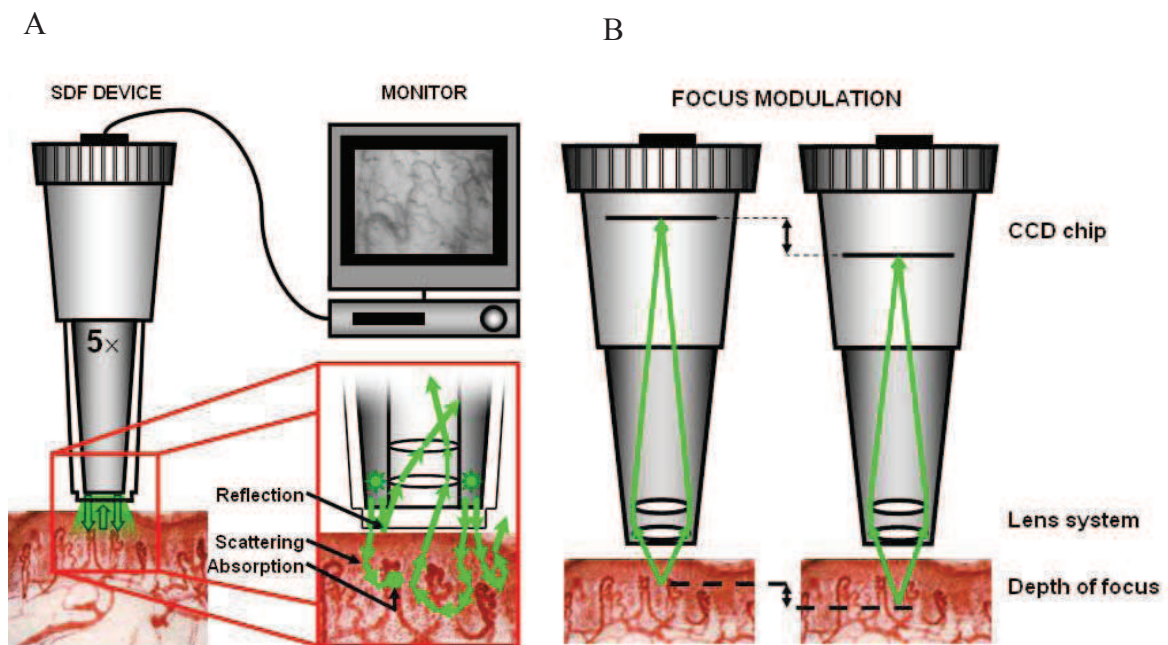 A
SDF DEVICE
MONITOR
5×
Reflection
Scattering
Absorption
B
FOCUS MODULATION
CCD chip
Lens system
Depth of focus